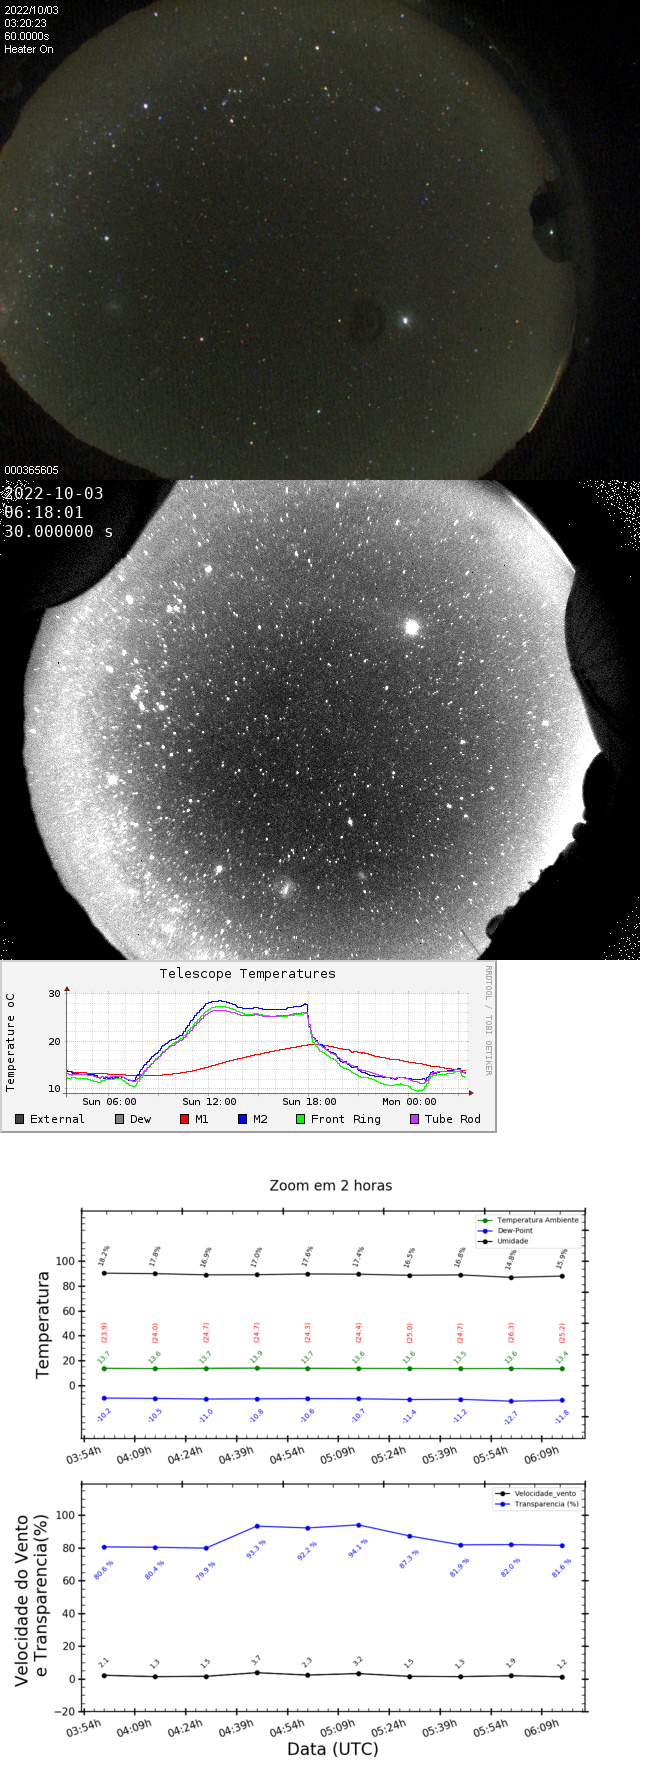 2022/10/03
03:20:23
60.0000s
Heater On
000365605
2022-10-03
06:18:01
30.000000 s
Telescope Temperatures
RRDTOOL / TOBI OETIKER
Temperature oC
30
20
10
Sun 06:00 Sun 12:00 Sun 18:00 Mon 00:00
External Dew M1 M2 Front Ring Tube Rod
Zoom em 2 horas
Temperatura Ambiente
Dew-Point
Umidade
Temperatura
100
80
60
40
20
0
18.2% 17.8% 16.9% 17.0% 17.6% 17.4% 16.5% 16.8% 14.8% 15.9%
(23.9) (24.0) (24.7) (24.7) (24.3) (24.4) (25.0) (24.7) (26.3) (25.2)
13.7 13.6 13.7 13.9 13.7 13.6 13.6 13.5 13.6 13.4
-10.2 -10.5 -11.0 -10.8 -10.6 -10.7 -11.4 -11.2 -12.7 -11.8
03:54h 04:09h 04:24h 04:39h 04:54h 05:09h 05:24h 05:39h 05:54h 06:09h
Velocidade_vento
Transparencia (%)
Velocidade do Vento
e Transparencia(%)
100
80
60
40
20
0
−20
80.6 % 80.4 % 79.9 % 93.3 % 92.2 % 94.1 % 87.3 % 81.9 % 82.0 % 81.6 %
2.1 1.3 1.5 3.7 2.3 3.2 1.5 1.3 1.9 1.2
03:54h 04:09h 04:24h 04:39h 04:54h 05:09h 05:24h 05:39h 05:54h 06:09h
Data (UTC)